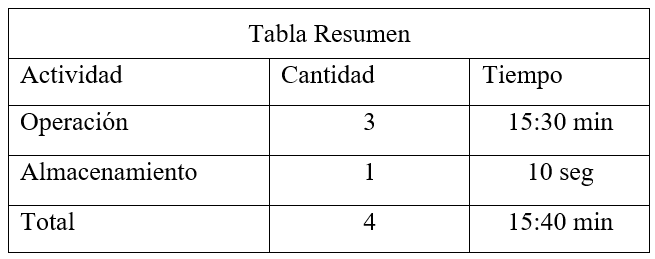 Tabla Resumen
Actividad Cantidad Tiempo
Operación 3 15:30 min
Almacenamiento 1 10 seg
Total 4 15:40 min